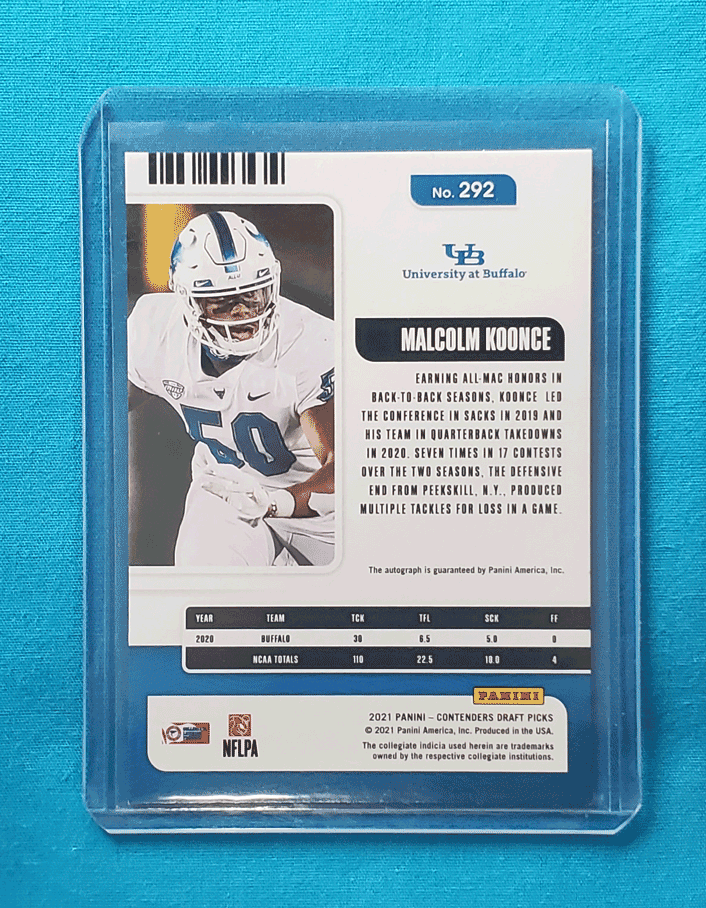 No. 292
UB
University at Buffalo
MALCOLM KOONCE
EARNING ALL-MAC HONORS IN
BACK-TO-BACK SEASONS, KOONCE LED
THE CONFERENCE IN SACKS IN 2019 AND
HIS TEAM IN QUARTERBACK TAKEDOWNS
IN 2020. SEVEN TIMES IN 17 CONTESTS
OVER THE TWO SEASONS, THE DEFENSIVE
END FROM PEEKSKILL, N.Y., PRODUCED
MULTIPLE TACKLES FOR LOSS IN A GAME.
50
The autograph is guaranteed by Panini America, Inc.
YEAR TEAM TCK TFL SCK FF
2020 BUFFALO 30 6.5 5.0 0
NCAA TOTALS 110 22.5 18.0 4
PANINI
2021 PANINI – CONTENDERS DRAFT PICKS
© 2021 Panini America, Inc. Produced in the USA.
The collegiate indicia used herein are trademarks
owned by the respective collegiate institutions.
NFLPA